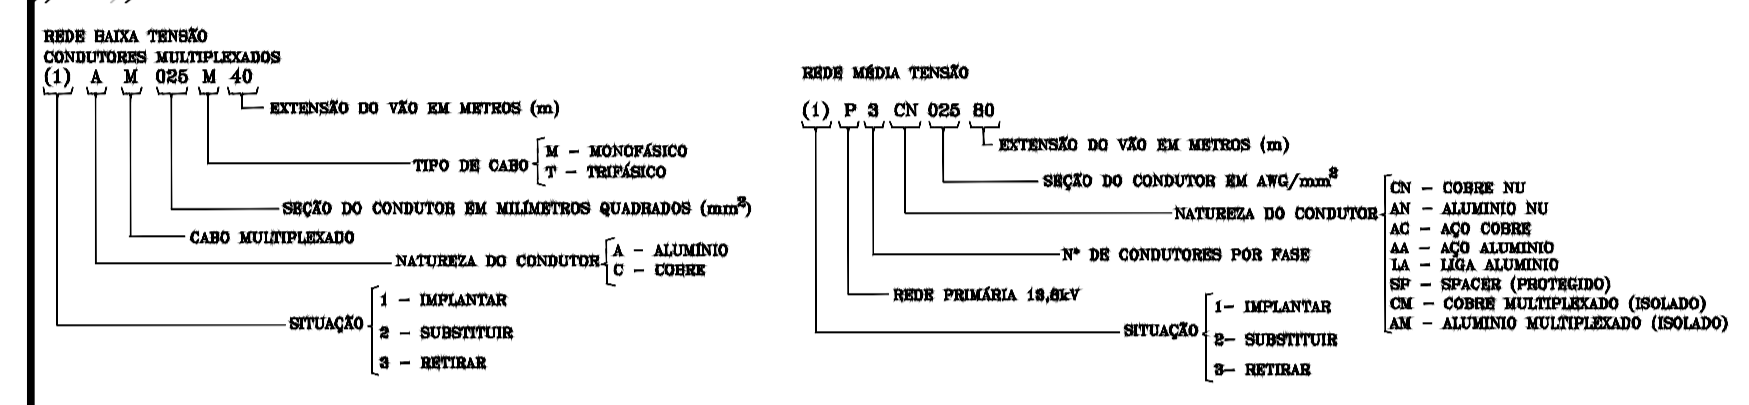 REDE BAIXA TENSÃO
CONDUTORES MULTIPLEXADOS
(1) A M 025 M 40
EXTENSÃO DO VÃO EM METROS (m)
TIPO DE CABO
M - MONOFÁSICO
T - TRIFÁSICO
SEÇÃO DO CONDUTOR EM MILÍMETROS QUADRADOS (mm²)
CABO MULTIPLEXADO
NATUREZA DO CONDUTOR
A - ALUMÍNIO
C - COBRE
SITUAÇÃO
1 - IMPLANTAR
2 - SUBSTITUIR
3 - RETIRAR
REDE MÉDIA TENSÃO
(1) P 3 CN 025 80
EXTENSÃO DO VÃO EM METROS (m)
SEÇÃO DO CONDUTOR EM AWG/mm²
NATUREZA DO CONDUTOR
CN - COBRE NU
AN - ALUMINIO NU
AC - AÇO COBRE
AA - AÇO ALUMINIO
LA - LIGA ALUMINIO
SP - SPACER (PROTEGIDO)
CM - COBRE MULTIPLEXADO (ISOLADO)
AM - ALUMINIO MULTIPLEXADO (ISOLADO)
Nº DE CONDUTORES POR FASE
REDE PRIMÁRIA 13,8kV
SITUAÇÃO
1- IMPLANTAR
2- SUBSTITUIR
3- RETIRAR